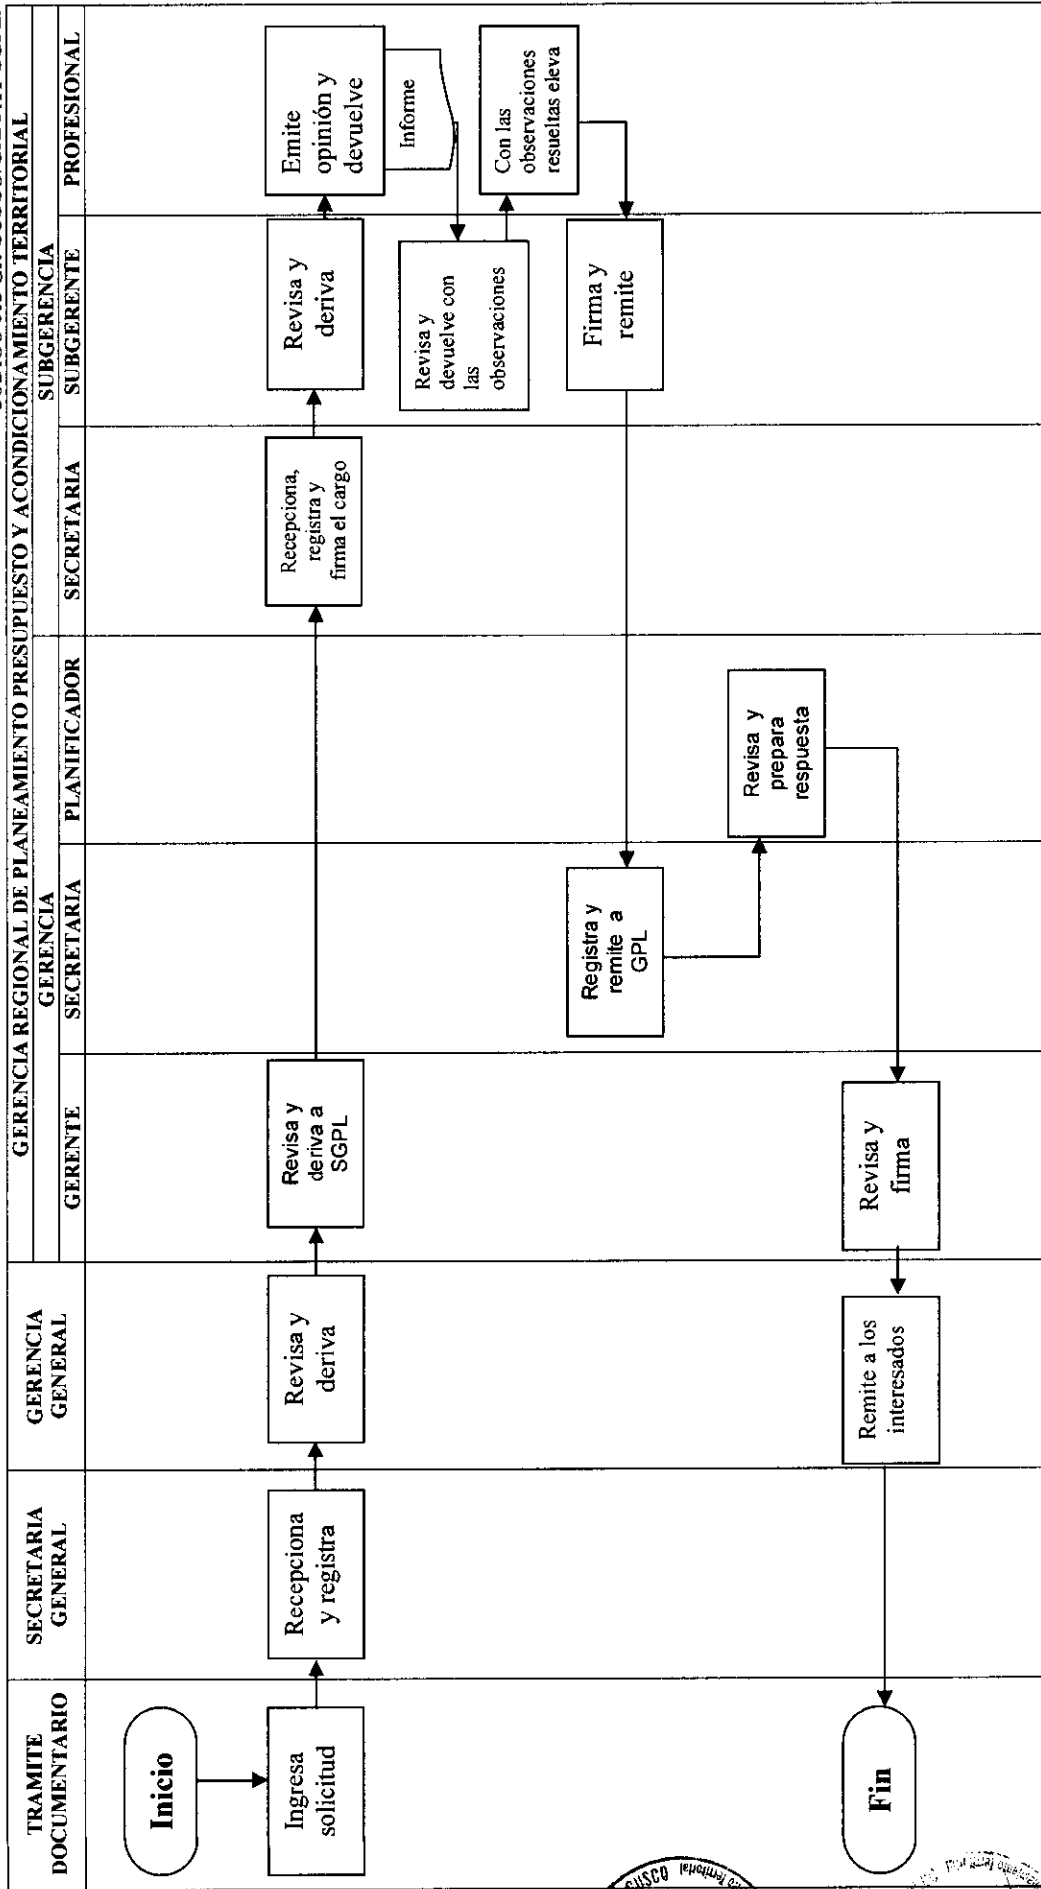 GERENCIA REGIONAL DE PLANEAMIENTO PRESUPUESTO Y ACONDICIONAMIENTO TERRITORIAL
TRAMITE
DOCUMENTARIO
SECRETARIA
GENERAL
GERENCIA
GENERAL
GERENCIA
SUBGERENCIA
GERENTE
SECRETARIA
PLANIFICADOR
SECRETARIA
SUBGERENTE
PROFESIONAL
Inicio
Ingresa
solicitud
Recepciona
y registra
Revisa y
deriva
Revisa y
deriva a
SGPL
Recepciona,
registra y
firma el cargo
Revisa y
deriva
Emite
opinión y
devuelve
Informe
Revisa y
devuelve con
las
observaciones
Con las
observaciones
resueltas eleva
Firma y
remite
Registra y
remite a
GPL
Revisa y
prepara
respuesta
Revisa y
firma
Remite a los
interesados
Fin
Territorial